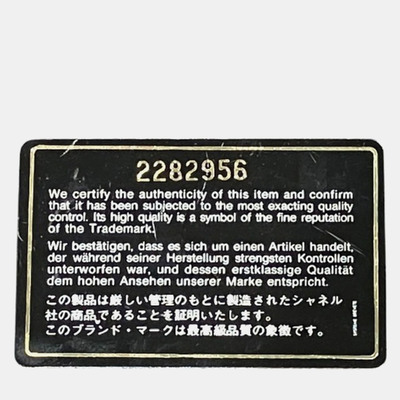 2282956
We certify the authenticity of this item and confirm
that it has been subjected to the most exacting quality
control. Its high quality is a symbol of the fine reputation
of the Trademark.
Wir bestätigen, dass es sich um einen Artikel handelt,
der während seiner Herstellung strengsten Kontrollen
unterworfen war, und dessen erstklassige Qualität
dem hohen Ansehen unserer Marke entspricht.
この製品は厳しい管理のもとに製造されたシャネル
社の商品であることを証明いたします。
このブランド・マークは最高級品質の象徴です。